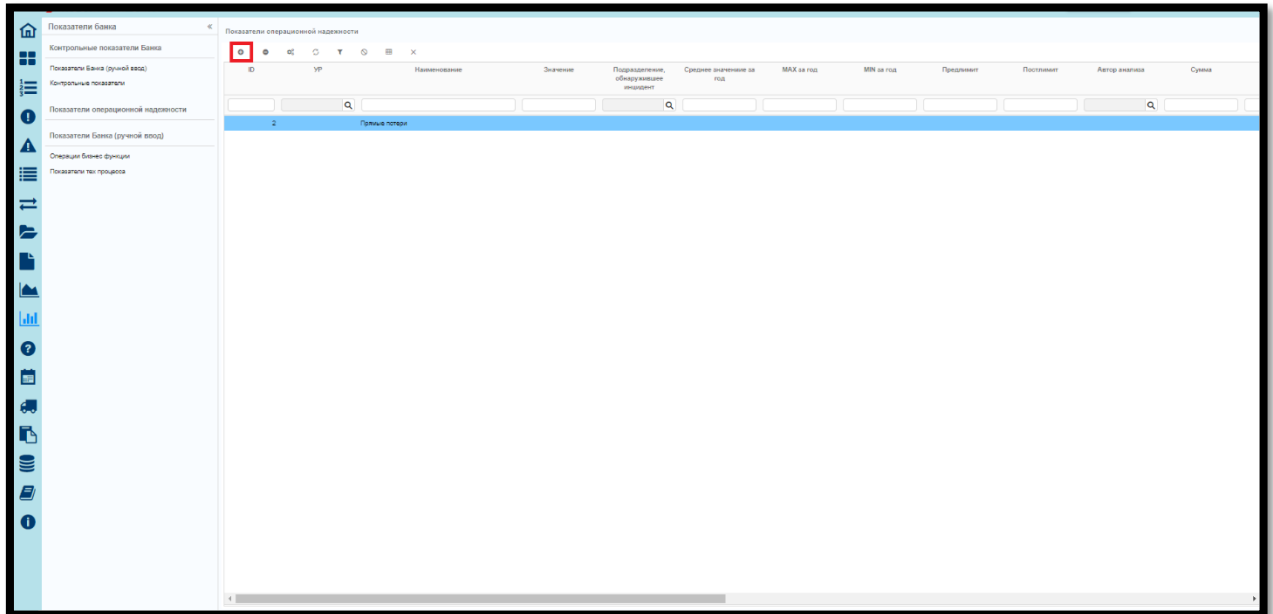 Показатели банка «
Контрольные показатели Банка
Показатели Банка (ручной ввод)
Контрольные показатели
Показатели операционной надежности
Показатели Банка (ручной ввод)
Операции бизнес функции
Показатели тех процесса
Показатели операционной надежности
ID УР Наименование Значение Подразделение, обнаружившее инцидент Среднее значение за год MAX за год MIN за год Предлимит Постлимит Автор анализа Сумма
2 Прямые потери